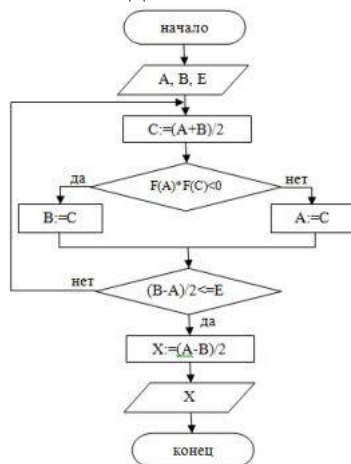 начало
A, B, E
C:=(A+B)/2
F(A)*F(C)<0
да
нет
B:=C
A:=C
нет
(B-A)/2<=E
да
X:=(A-B)/2
X
конец